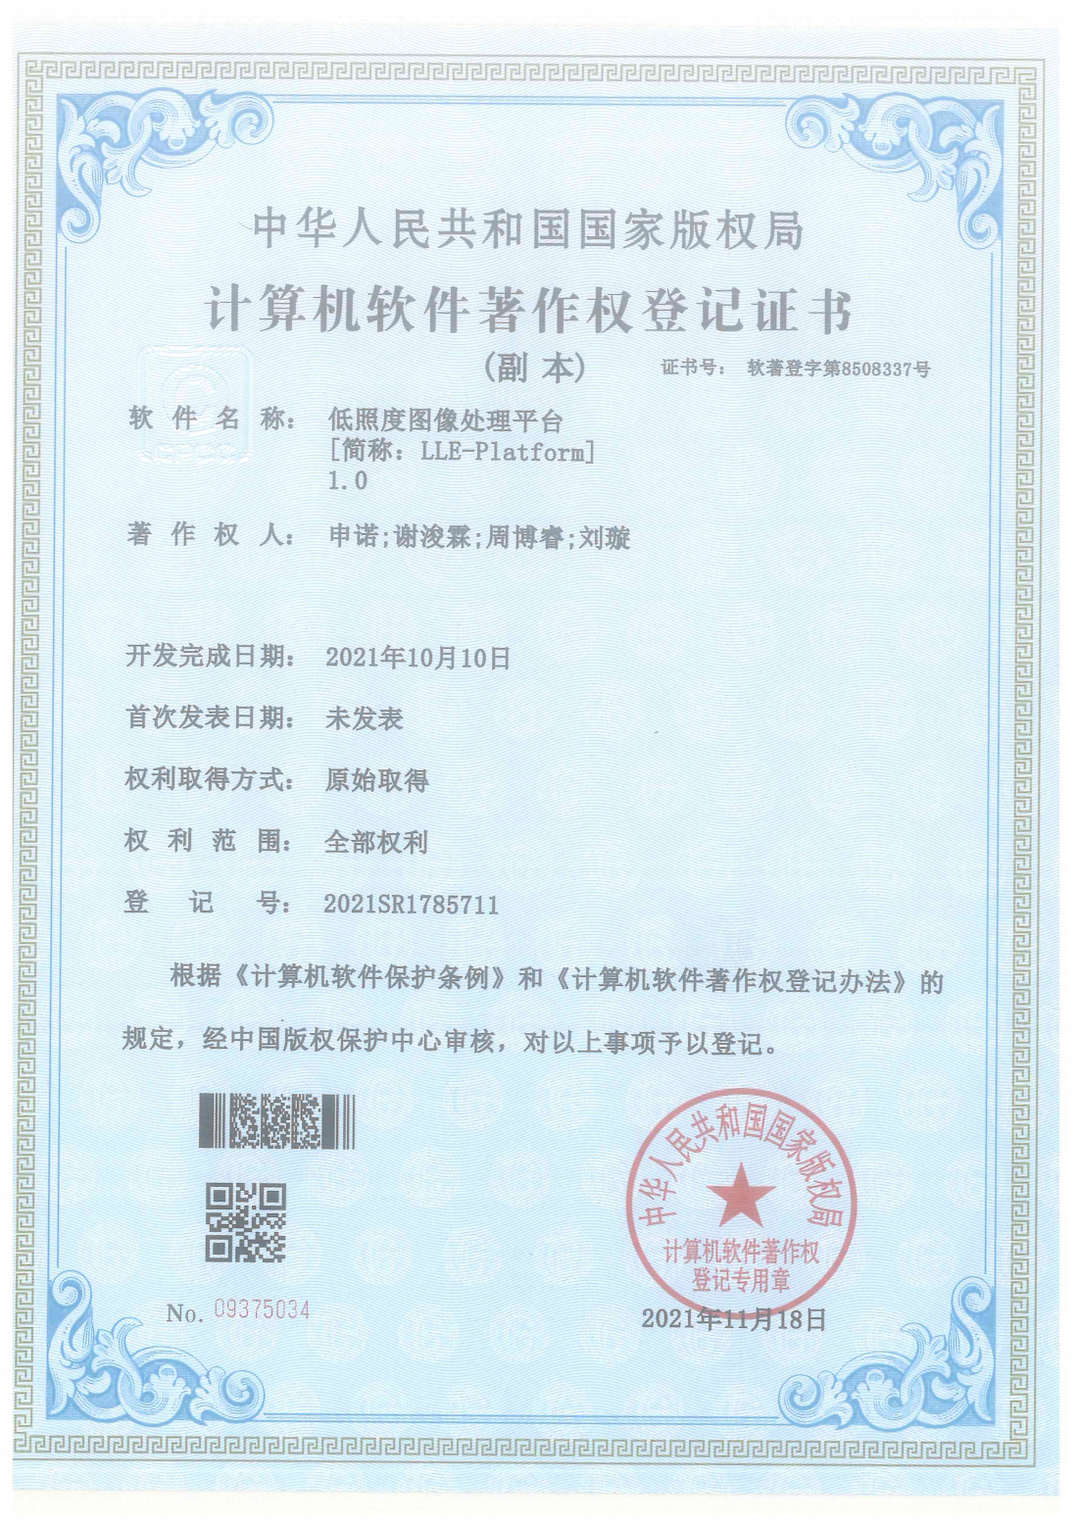 中华人民共和国国家版权局
计算机软件著作权登记证书
(副 本)
证书号： 软著登字第8508337号
软 件 名 称： 低照度图像处理平台
[简称：LLE-Platform]
1.0
著 作 权 人： 申诺;谢浚霖;周博睿;刘璇
开发完成日期： 2021年10月10日
首次发表日期： 未发表
权利取得方式： 原始取得
权 利 范 围： 全部权利
登 记 号： 2021SR1785711
根据《计算机软件保护条例》和《计算机软件著作权登记办法》的
规定，经中国版权保护中心审核，对以上事项予以登记。
中华人民共和国国家版权局
计算机软件著作权
登记专用章
No. 09375034
2021年11月18日